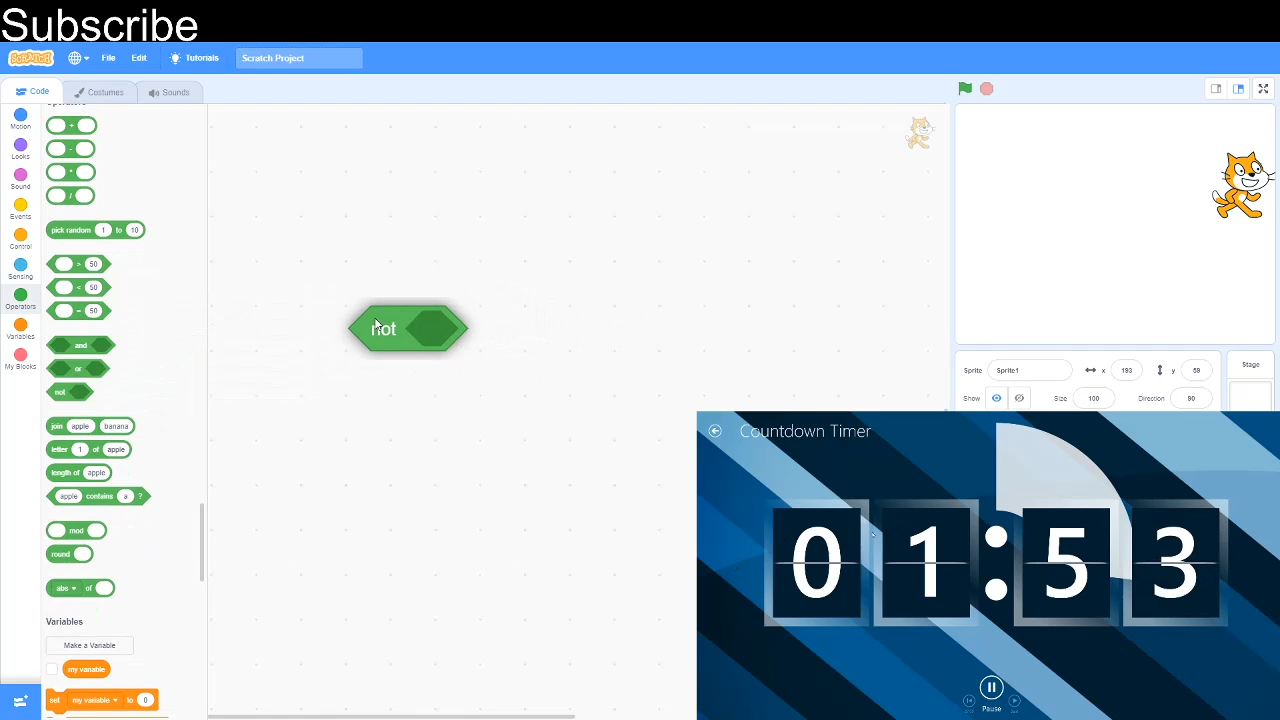 Subscribe
SCRATCH File Edit Tutorials Scratch Project
Code Costumes Sounds
Motion
Looks
Sound
Events
Control
Sensing
Operators
Variables
My Blocks
Operators
+
-
*
/
pick random 1 to 10
> 50
< 50
= 50
and
or
not
join apple banana
letter 1 of apple
length of apple
apple contains a ?
mod
round
abs of
Variables
Make a Variable
my variable
set my variable to 0
not
Sprite Sprite1 x 193 y 69
Show Size 100 Direction 90
Stage
Countdown Timer
01:53
Pause